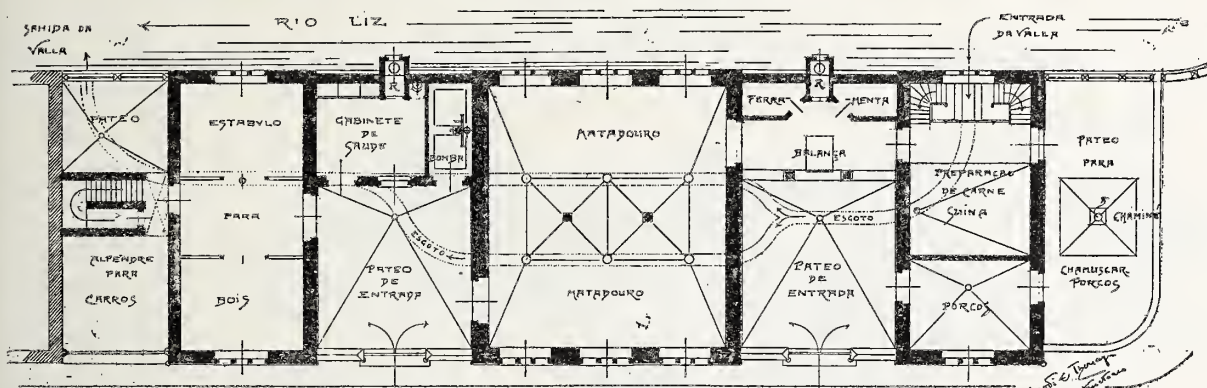 RIO LIZ
SAHIDA DA
VALLA
ENTRADA
DA VALLA
PATEO
ESTABULO
PARA
BOIS
ALPENDRE
PARA
CARROS
GABINETE
DE
SAUDE
R
BOMBA
ESCOTO
PATEO
DE
ENTRADA
MATADOURO
MATADOURO
FERRA
MENTA
R
BALANÇA
ESCOTO
PATEO
DE
ENTRADA
PREPARAÇAO
DE CARNE
SUINA
PORCOS
PATEO
PARA
CHAMINÉ
CHAMUSCAR
PORCOS